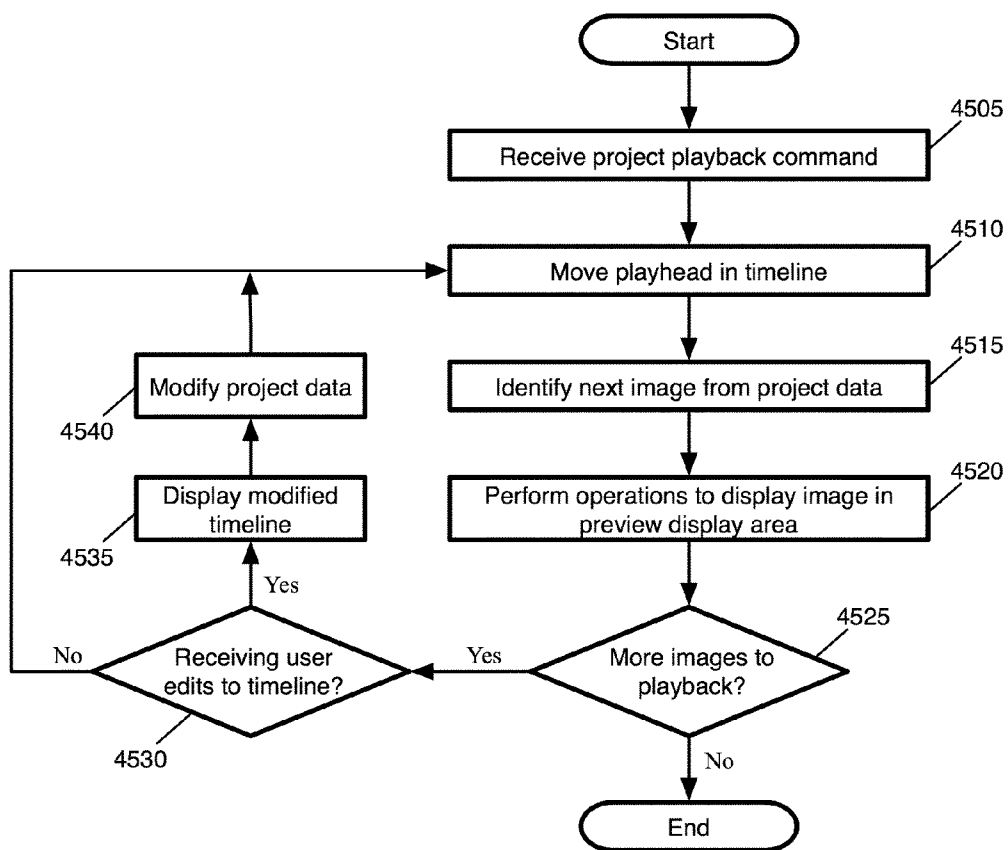 Start
4505
Receive project playback command
4510
Move playhead in timeline
4515
Identify next image from project data
4520
Perform operations to display image in
preview display area
4525
More images to
playback?
Yes
No
End
Receiving user
edits to timeline?
4530
No
Yes
Display modified
timeline
4535
Modify project data
4540